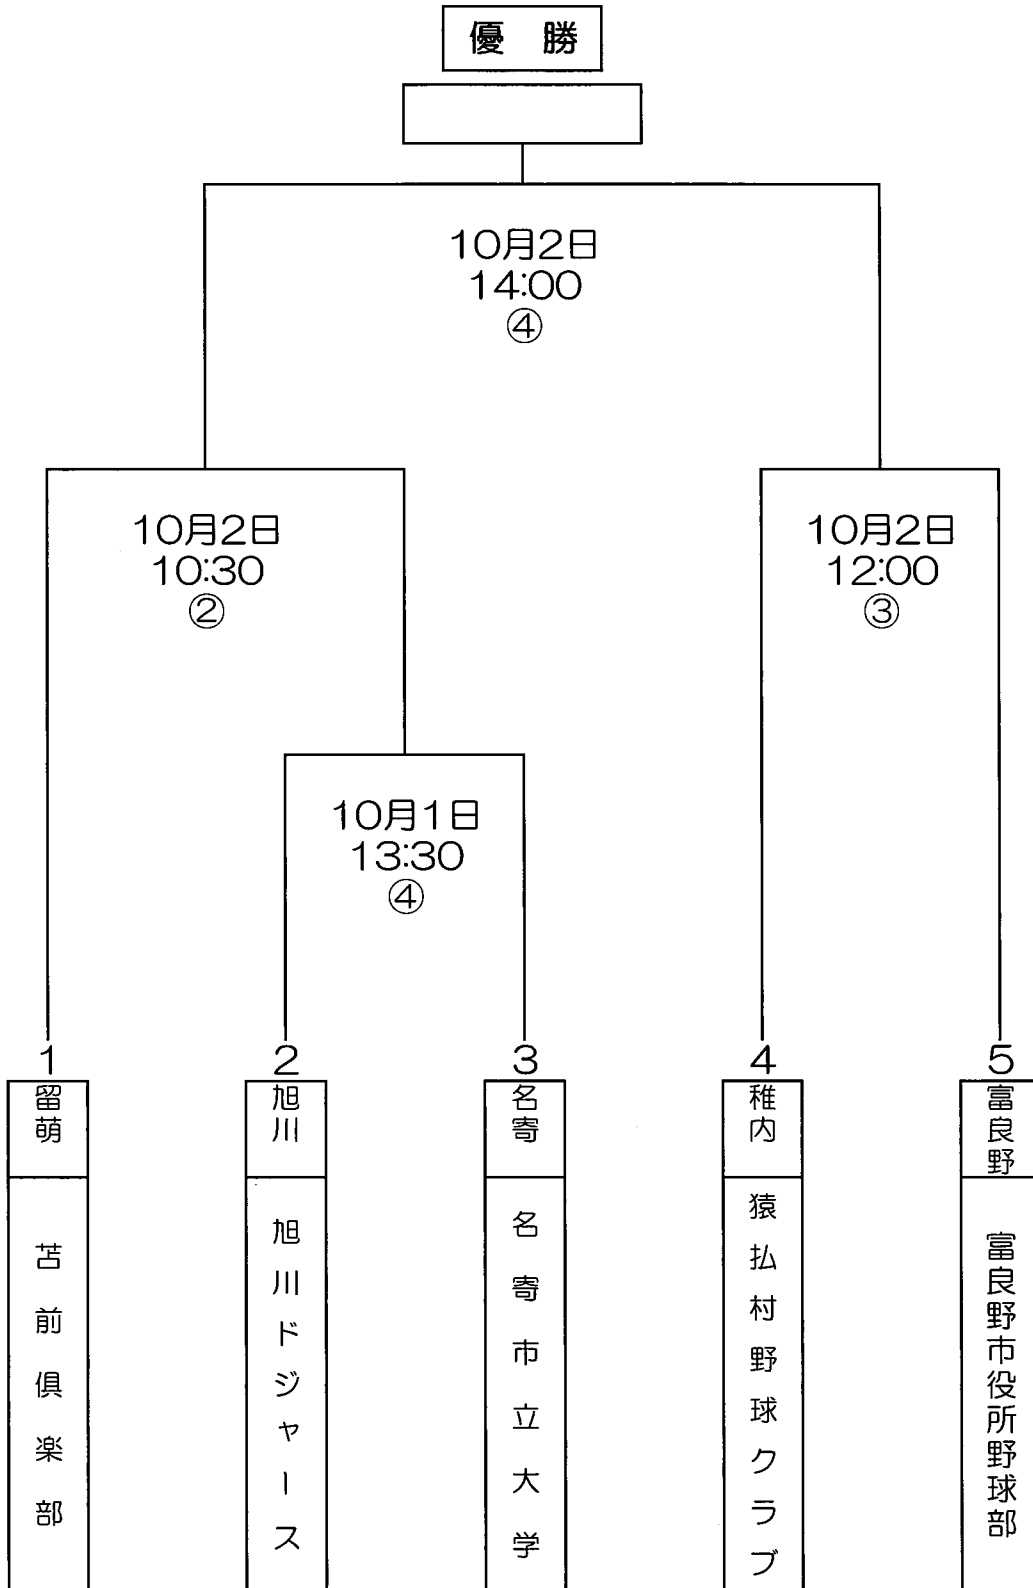 優勝
10月2日
14:00
④
10月2日
10:30
②
10月2日
12:00
③
10月1日
13:30
④
1
2
3
4
5
留萌
旭川
名寄
稚内
富良野
苫前倶楽部
旭川ドジャース
名寄市立大学
猿払村野球クラブ
富良野市役所野球部